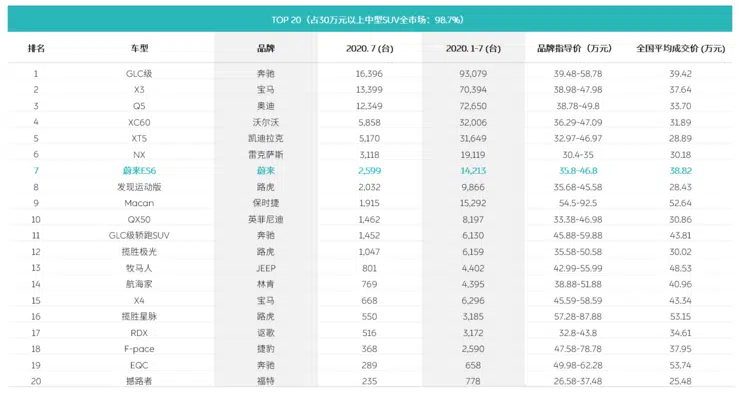 TOP 20（占30万元以上中型SUV全市场：98.7%）
排名 车型 品牌 2020. 7 (台) 2020. 1-7 (台) 品牌指导价（万元） 全国平均成交价 (万元)
1 GLC级 奔驰 16,396 93,079 39.48-58.78 39.42
2 X3 宝马 13,399 70,394 38.98-47.98 37.64
3 Q5 奥迪 12,349 72,650 38.78-49.8 33.70
4 XC60 沃尔沃 5,858 32,006 36.29-47.09 31.89
5 XT5 凯迪拉克 5,170 31,649 32.97-46.97 28.89
6 NX 雷克萨斯 3,118 19,119 30.4-35 30.18
7 蔚来ES6 蔚来 2,599 14,213 35.8-46.8 38.82
8 发现运动版 路虎 2,032 9,866 35.68-45.58 28.43
9 Macan 保时捷 1,915 15,292 54.5-92.5 52.64
10 QX50 英菲尼迪 1,462 8,197 33.38-46.98 30.86
11 GLC级轿跑SUV 奔驰 1,452 6,130 45.88-59.88 43.81
12 揽胜极光 路虎 1,047 6,159 35.58-50.58 30.02
13 牧马人 JEEP 801 4,402 42.99-55.99 48.53
14 航海家 林肯 769 4,395 38.88-51.88 40.96
15 X4 宝马 668 6,296 45.59-58.59 43.34
16 揽胜星脉 路虎 550 3,185 57.28-87.88 53.15
17 RDX 讴歌 516 3,172 32.8-43.8 34.61
18 F-pace 捷豹 368 2,590 47.58-78.78 37.95
19 EQC 奔驰 289 658 49.98-62.28 53.74
20 撼路者 福特 235 778 26.58-37.48 25.48